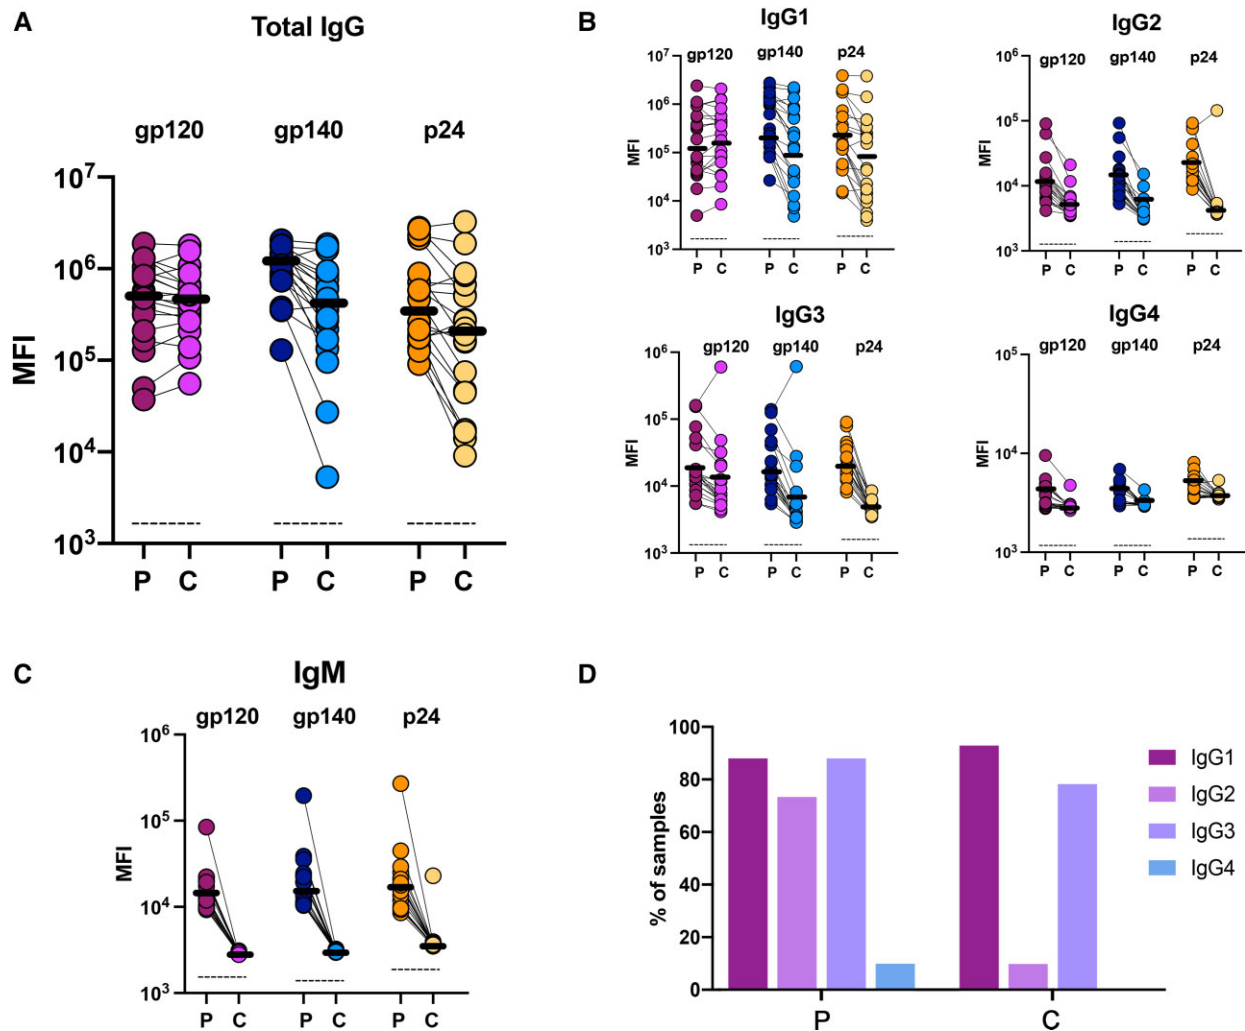 A
Total IgG
gp120 gp140 p24
MFI
10⁷
10⁶
10⁵
10⁴
10³
P C P C P C
B
IgG1
gp120 gp140 p24
MFI
10⁷
10⁶
10⁵
10⁴
10³
P C P C P C
IgG2
gp120 gp140 p24
MFI
10⁶
10⁵
10⁴
10³
P C P C P C
IgG3
gp120 gp140 p24
MFI
10⁶
10⁵
10⁴
10³
P C P C P C
IgG4
gp120 gp140 p24
MFI
10⁵
10⁴
10³
P C P C P C
C
IgM
gp120 gp140 p24
MFI
10⁶
10⁵
10⁴
10³
P C P C P C
D
% of samples
100
80
60
40
20
0
P C
IgG1
IgG2
IgG3
IgG4